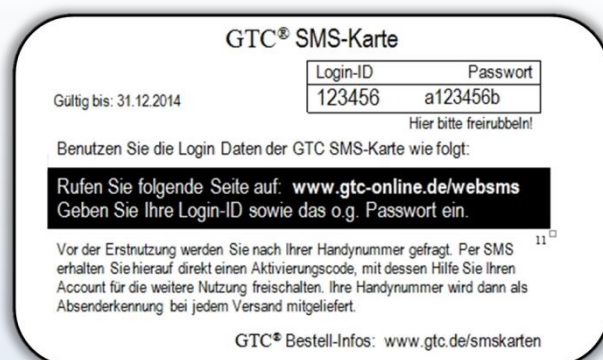 GTC® SMS-Karte
Login-ID Passwort
Gültig bis: 31.12.2014 123456 a123456b
Hier bitte freirubbeln!
Benutzen Sie die Login Daten der GTC SMS-Karte wie folgt:
Rufen Sie folgende Seite auf: www.gtc-online.de/websms
Geben Sie Ihre Login-ID sowie das o.g. Passwort ein.
11
Vor der Erstnutzung werden Sie nach Ihrer Handynummer gefragt. Per SMS
erhalten Sie hierauf direkt einen Aktivierungscode, mit dessen Hilfe Sie Ihren
Account für die weitere Nutzung freischalten. Ihre Handynummer wird dann als
Absenderkennung bei jedem Versand mitgeliefert.
GTC® Bestell-Infos: www.gtc.de/smskarten